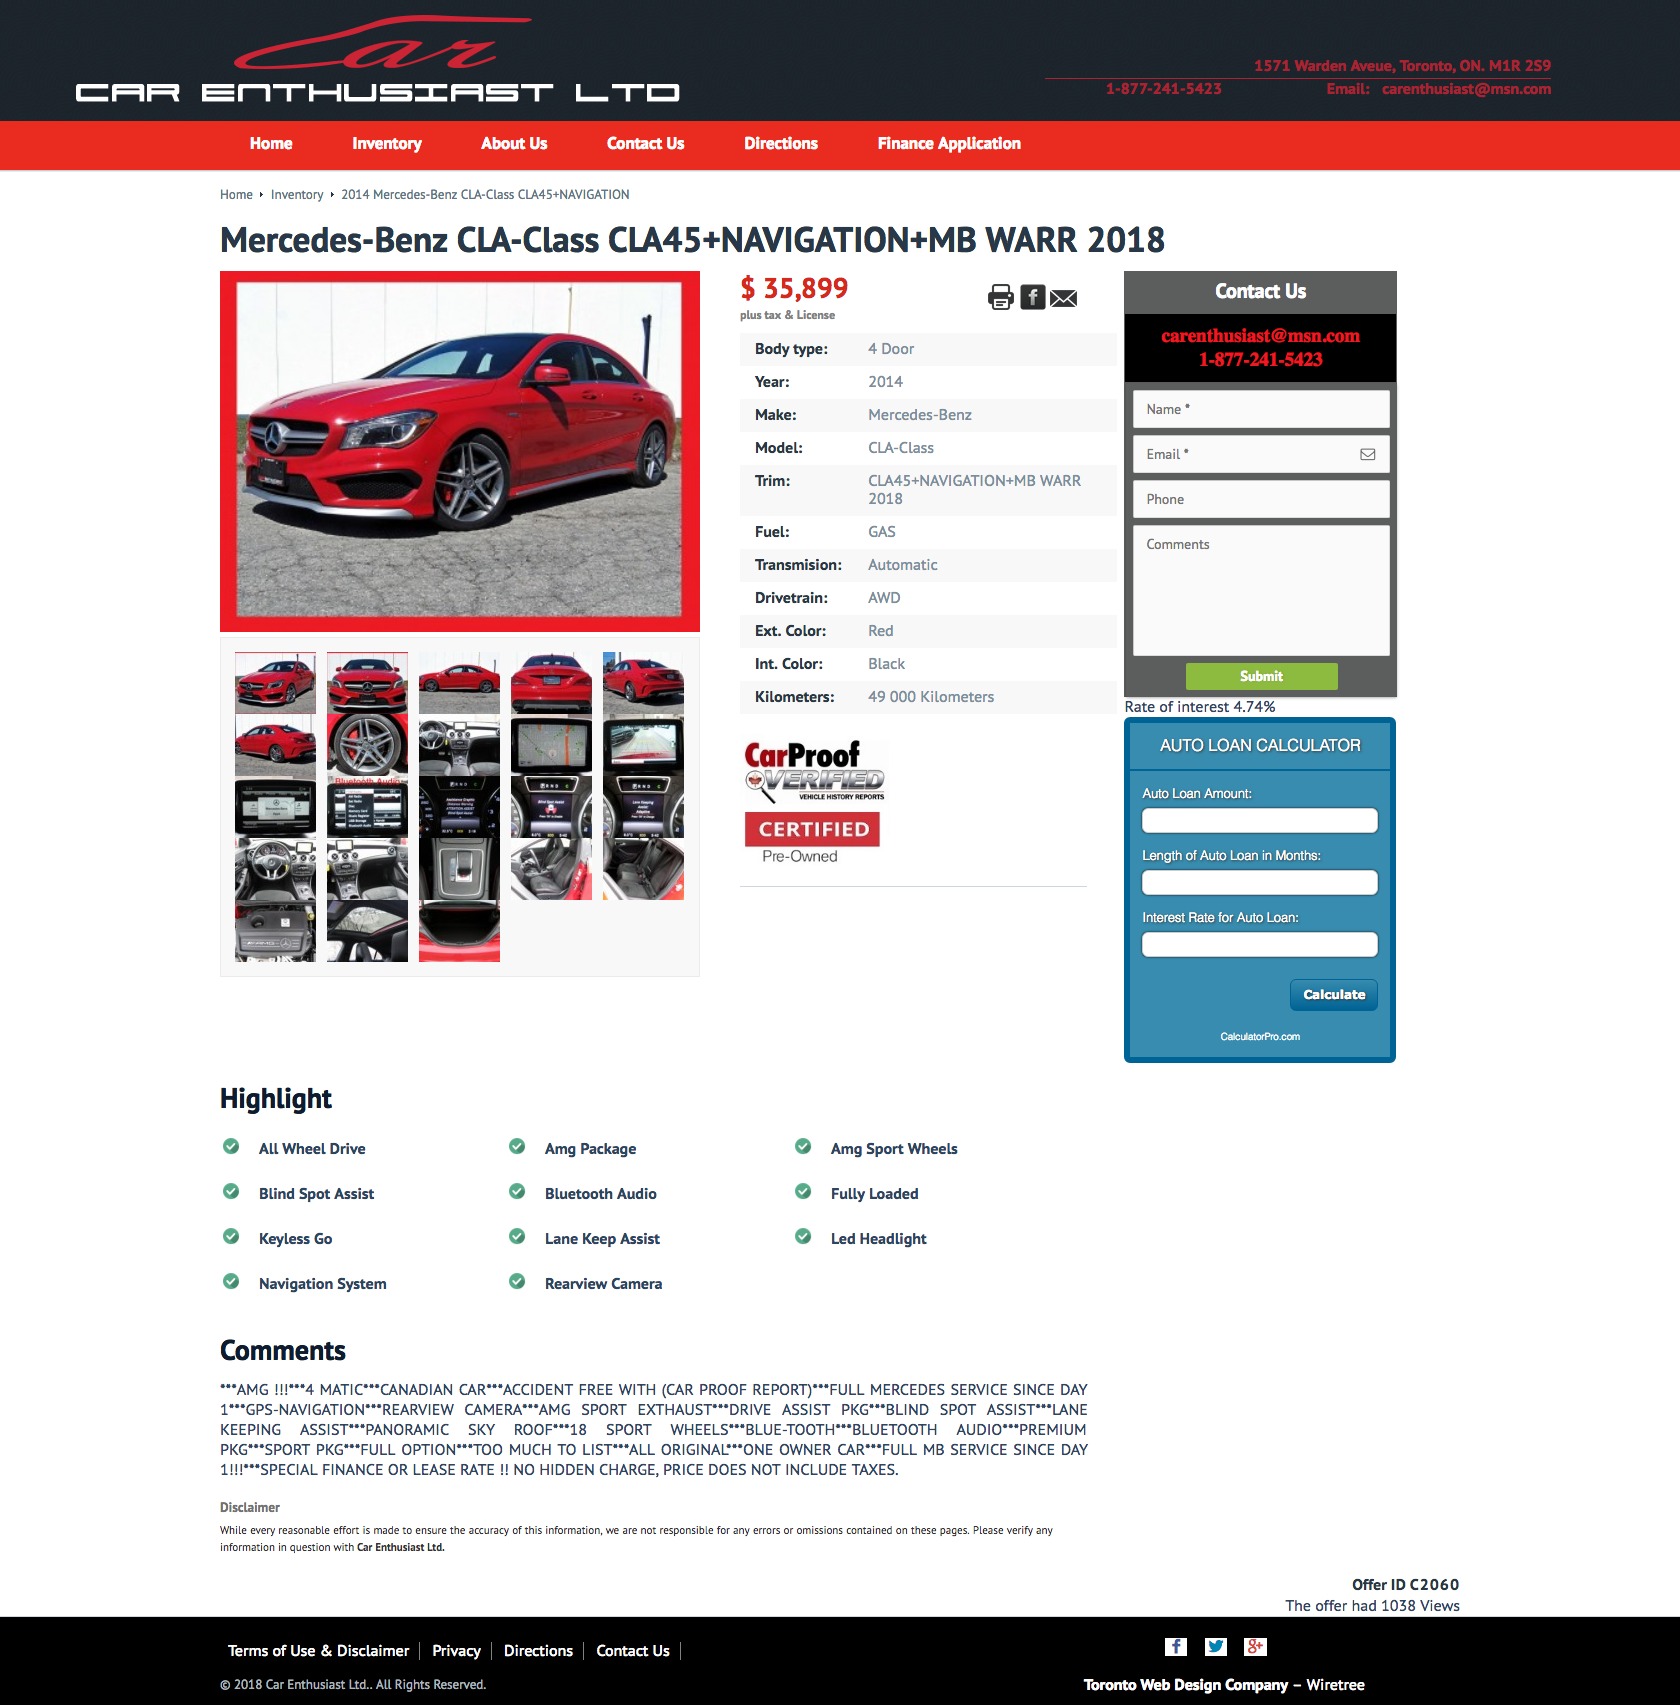 Car
CAR ENTHUSIAST LTD
1571 Warden Aveue, Toronto, ON. M1R 2S9
1-877-241-5423 Email: carenthusiast@msn.com
Home Inventory About Us Contact Us Directions Finance Application
Home Inventory 2014 Mercedes-Benz CLA-Class CLA45+NAVIGATION
Mercedes-Benz CLA-Class CLA45+NAVIGATION+MB WARR 2018
$ 35,899
plus tax & License
Body type: 4 Door
Year: 2014
Make: Mercedes-Benz
Model: CLA-Class
Trim: CLA45+NAVIGATION+MB WARR
2018
Fuel: GAS
Transmision: Automatic
Drivetrain: AWD
Ext. Color: Red
Int. Color: Black
Kilometers: 49 000 Kilometers
CarProof
VERIFIED
VEHICLE HISTORY REPORTS
CERTIFIED
Pre-Owned
Bluetooth Audio
Contact Us
carenthusiast@msn.com
1-877-241-5423
Name *
Email *
Phone
Comments
Submit
Rate of interest 4.74%
AUTO LOAN CALCULATOR
Auto Loan Amount:
Length of Auto Loan in Months:
Interest Rate for Auto Loan:
Calculate
CalculatorPro.com
Highlight
All Wheel Drive Amg Package Amg Sport Wheels
Blind Spot Assist Bluetooth Audio Fully Loaded
Keyless Go Lane Keep Assist Led Headlight
Navigation System Rearview Camera
Comments
***AMG !!!***4 MATIC***CANADIAN CAR***ACCIDENT FREE WITH (CAR PROOF REPORT)***FULL MERCEDES SERVICE SINCE DAY
1***GPS-NAVIGATION***REARVIEW CAMERA***AMG SPORT EXTHAUST***DRIVE ASSIST PKG***BLIND SPOT ASSIST***LANE
KEEPING ASSIST***PANORAMIC SKY ROOF***18 SPORT WHEELS***BLUE-TOOTH***BLUETOOTH AUDIO***PREMIUM
PKG***SPORT PKG***FULL OPTION***TOO MUCH TO LIST***ALL ORIGINAL***ONE OWNER CAR***FULL MB SERVICE SINCE DAY
1!!!***SPECIAL FINANCE OR LEASE RATE !! NO HIDDEN CHARGE, PRICE DOES NOT INCLUDE TAXES.
Disclaimer
While every reasonable effort is made to ensure the accuracy of this information, we are not responsible for any errors or omissions contained on these pages. Please verify any
information in question with Car Enthusiast Ltd.
Offer ID C2060
The offer had 1038 Views
Terms of Use & Disclaimer Privacy Directions Contact Us
© 2018 Car Enthusiast Ltd.. All Rights Reserved.
Toronto Web Design Company – Wiretree